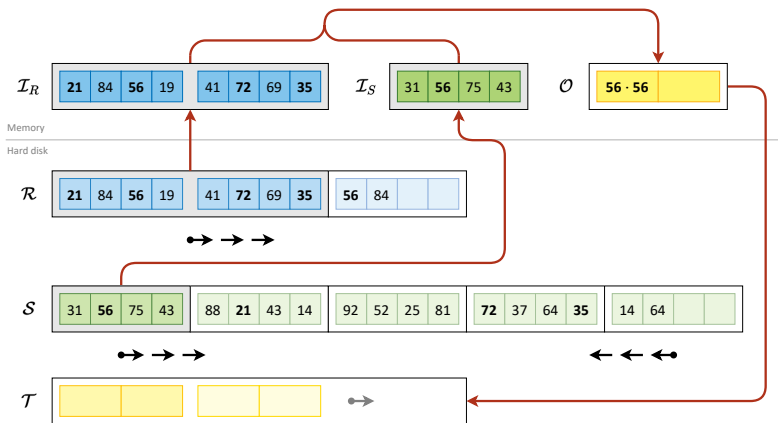 ℐR 21 84 56 19 41 72 69 35 ℐS 31 56 75 43 𝒪 56 · 56
Memory
Hard disk
ℛ 21 84 56 19 41 72 69 35 56 84
𝒮 31 56 75 43 88 21 43 14 92 52 25 81 72 37 64 35 14 64
𝒯